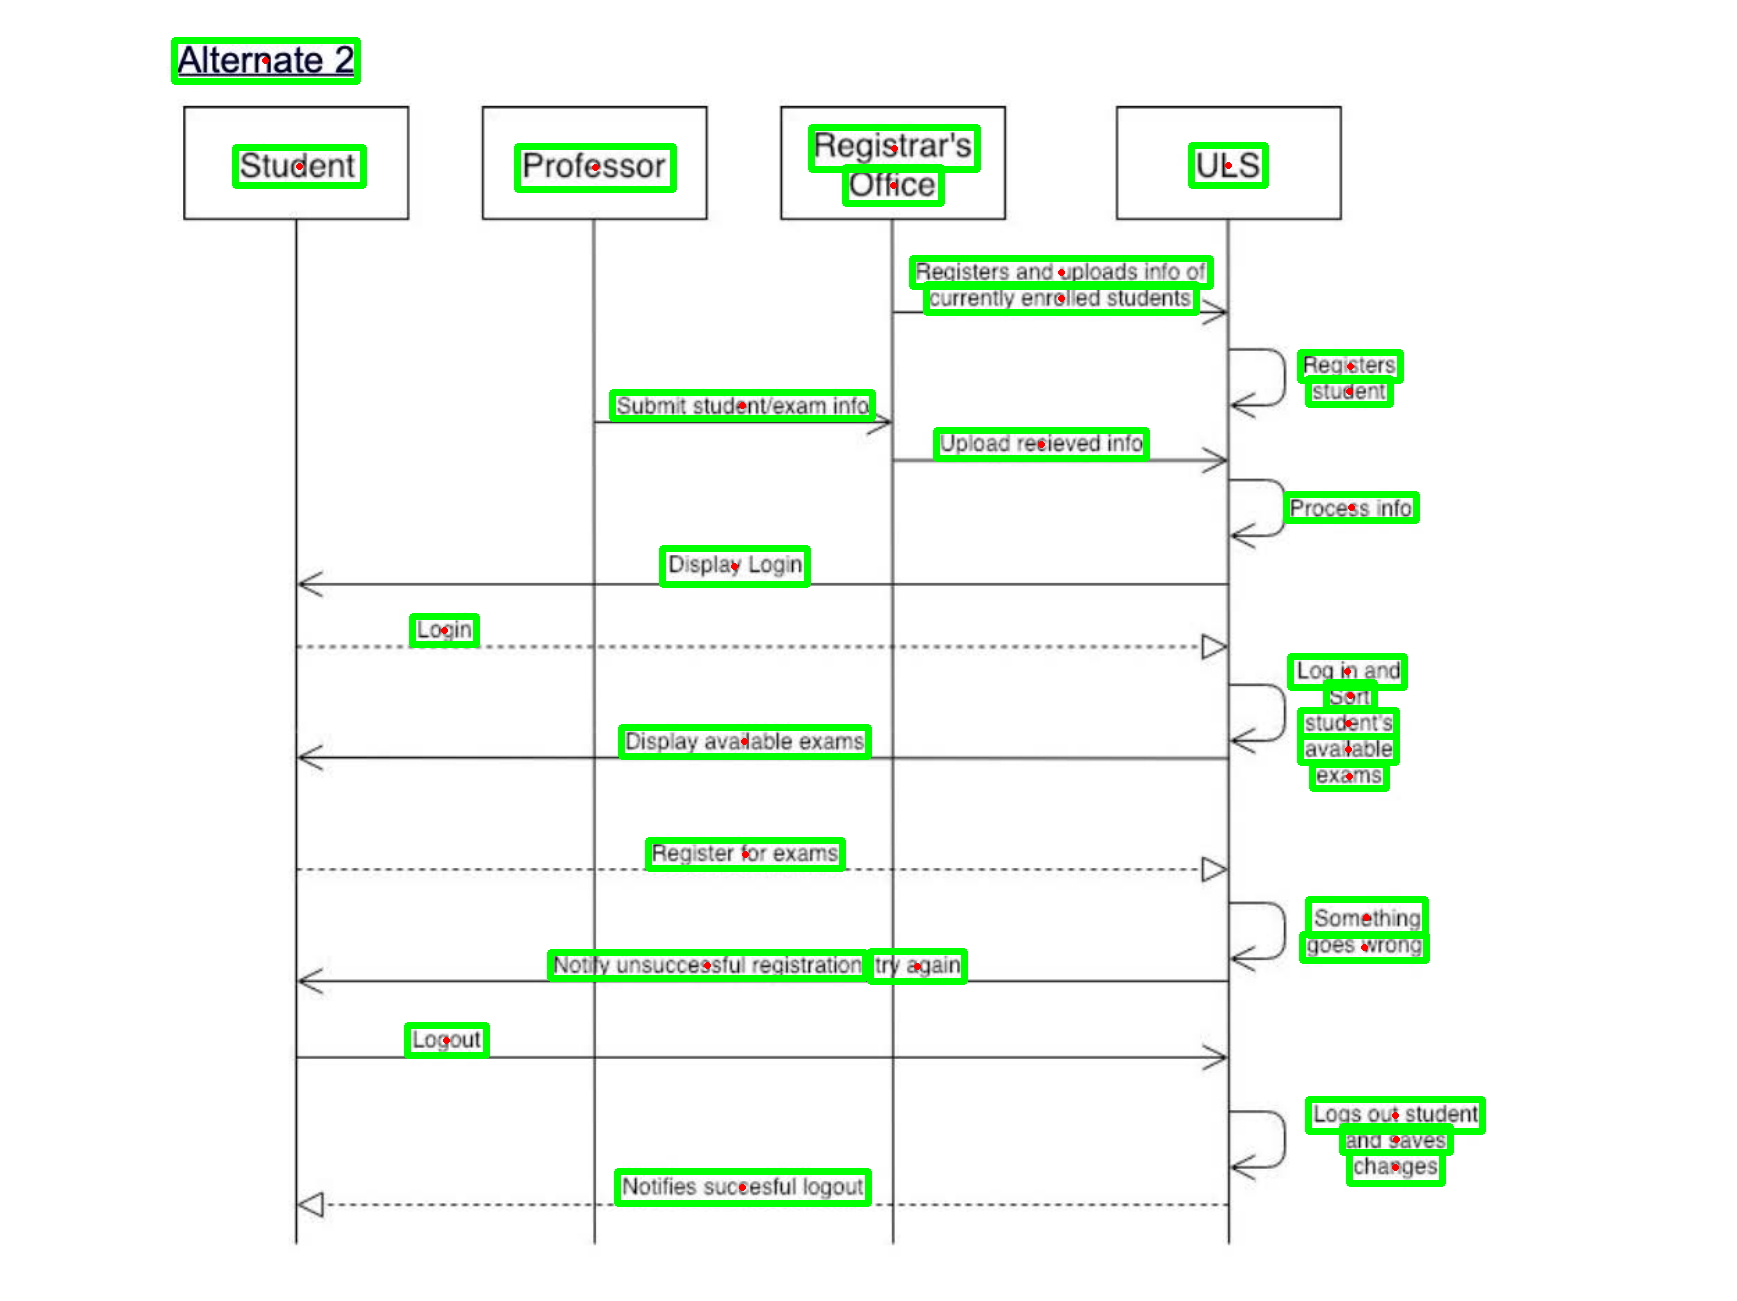 Alternate 2
Student
Professor
Registrar's
Office
ULS
Registers and uploads info of
currently enrolled students
Registers
student
Submit student/exam info
Upload recieved info
Process info
Display Login
Login
Log in and
Sort
student's
available
exams
Display available exams
Register for exams
Something
goes wrong
Notify unsuccessful registration try again
Logout
Logs out student
and saves
changes
Notifies succesful logout